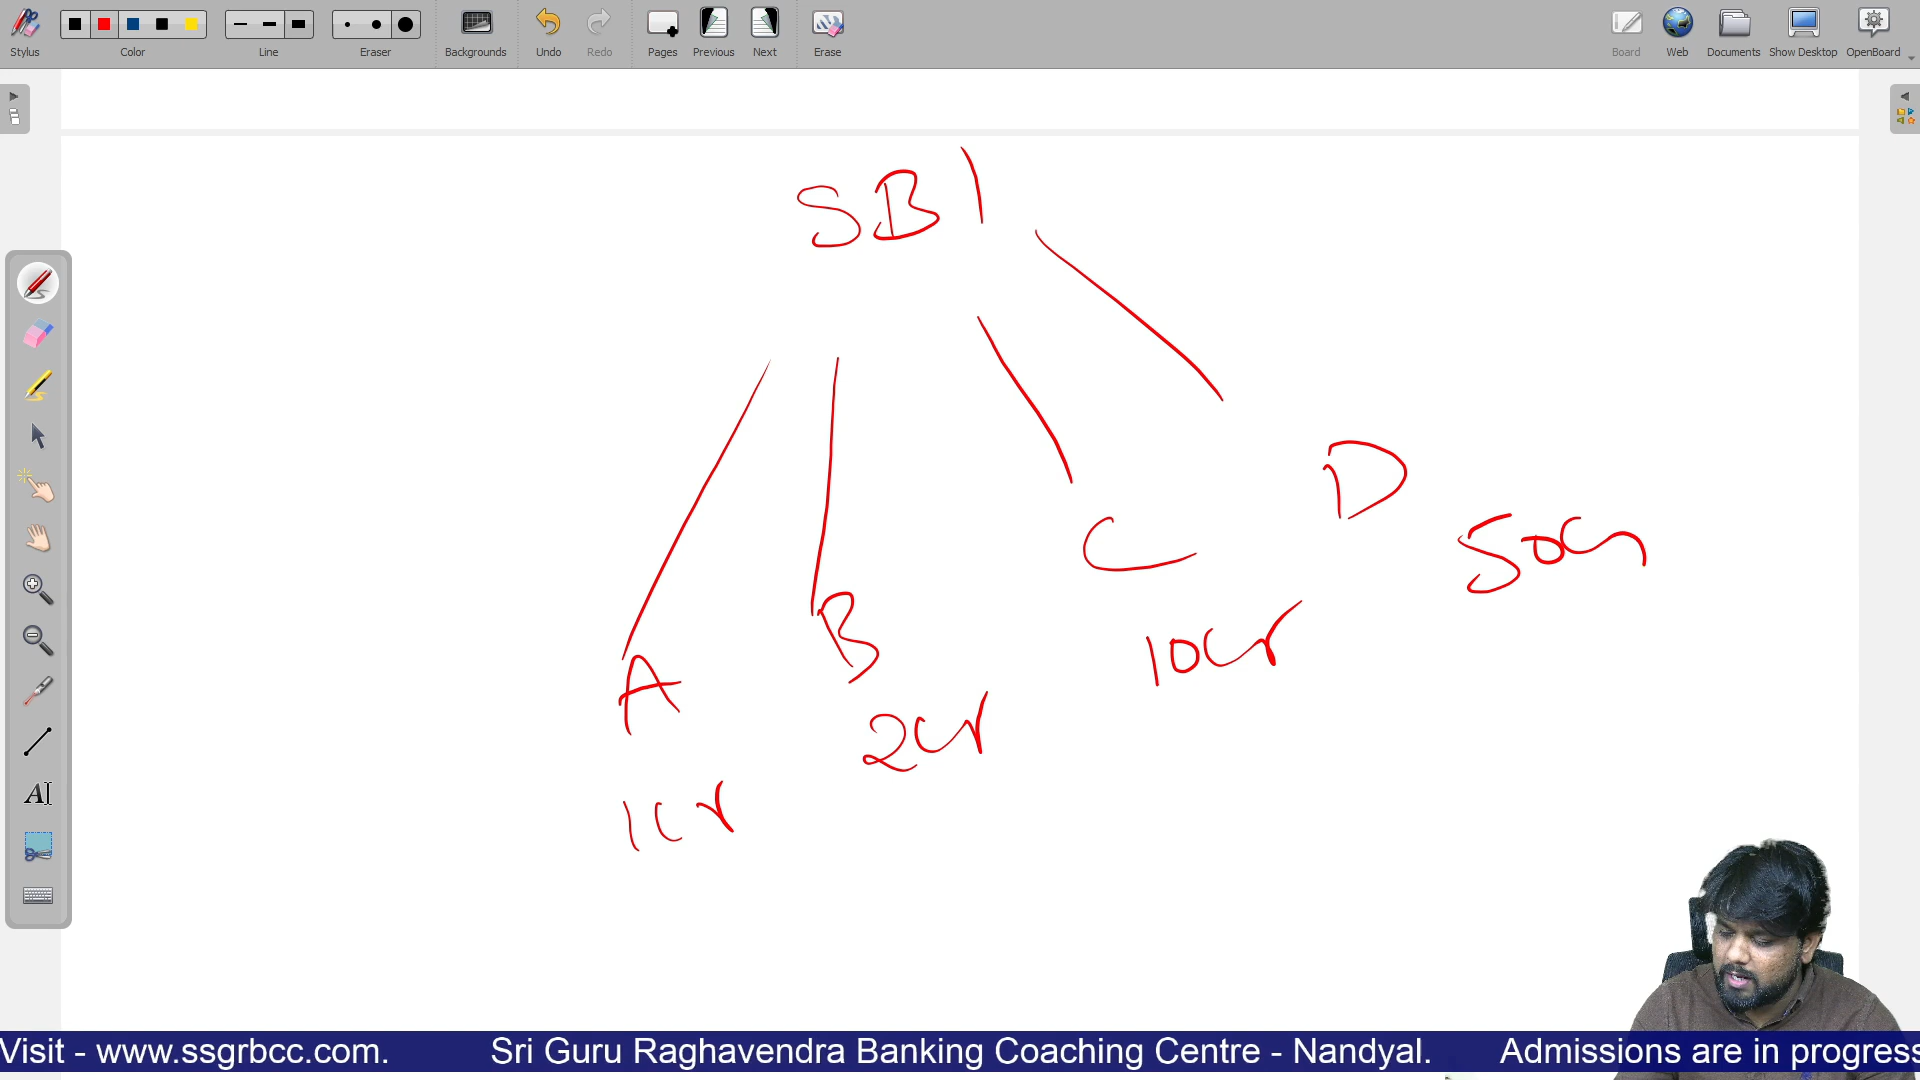 Stylus
Color
Line
Eraser
Backgrounds
Undo
Redo
Pages
Previous
Next
Erase
Board
Web
Documents
Show Desktop
OpenBoard
SBI
D
50cr
C
10cr
B
2cr
A
1cr
Visit - www.ssgrbcc.com. Sri Guru Raghavendra Banking Coaching Centre - Nandyal. Admissions are in progress